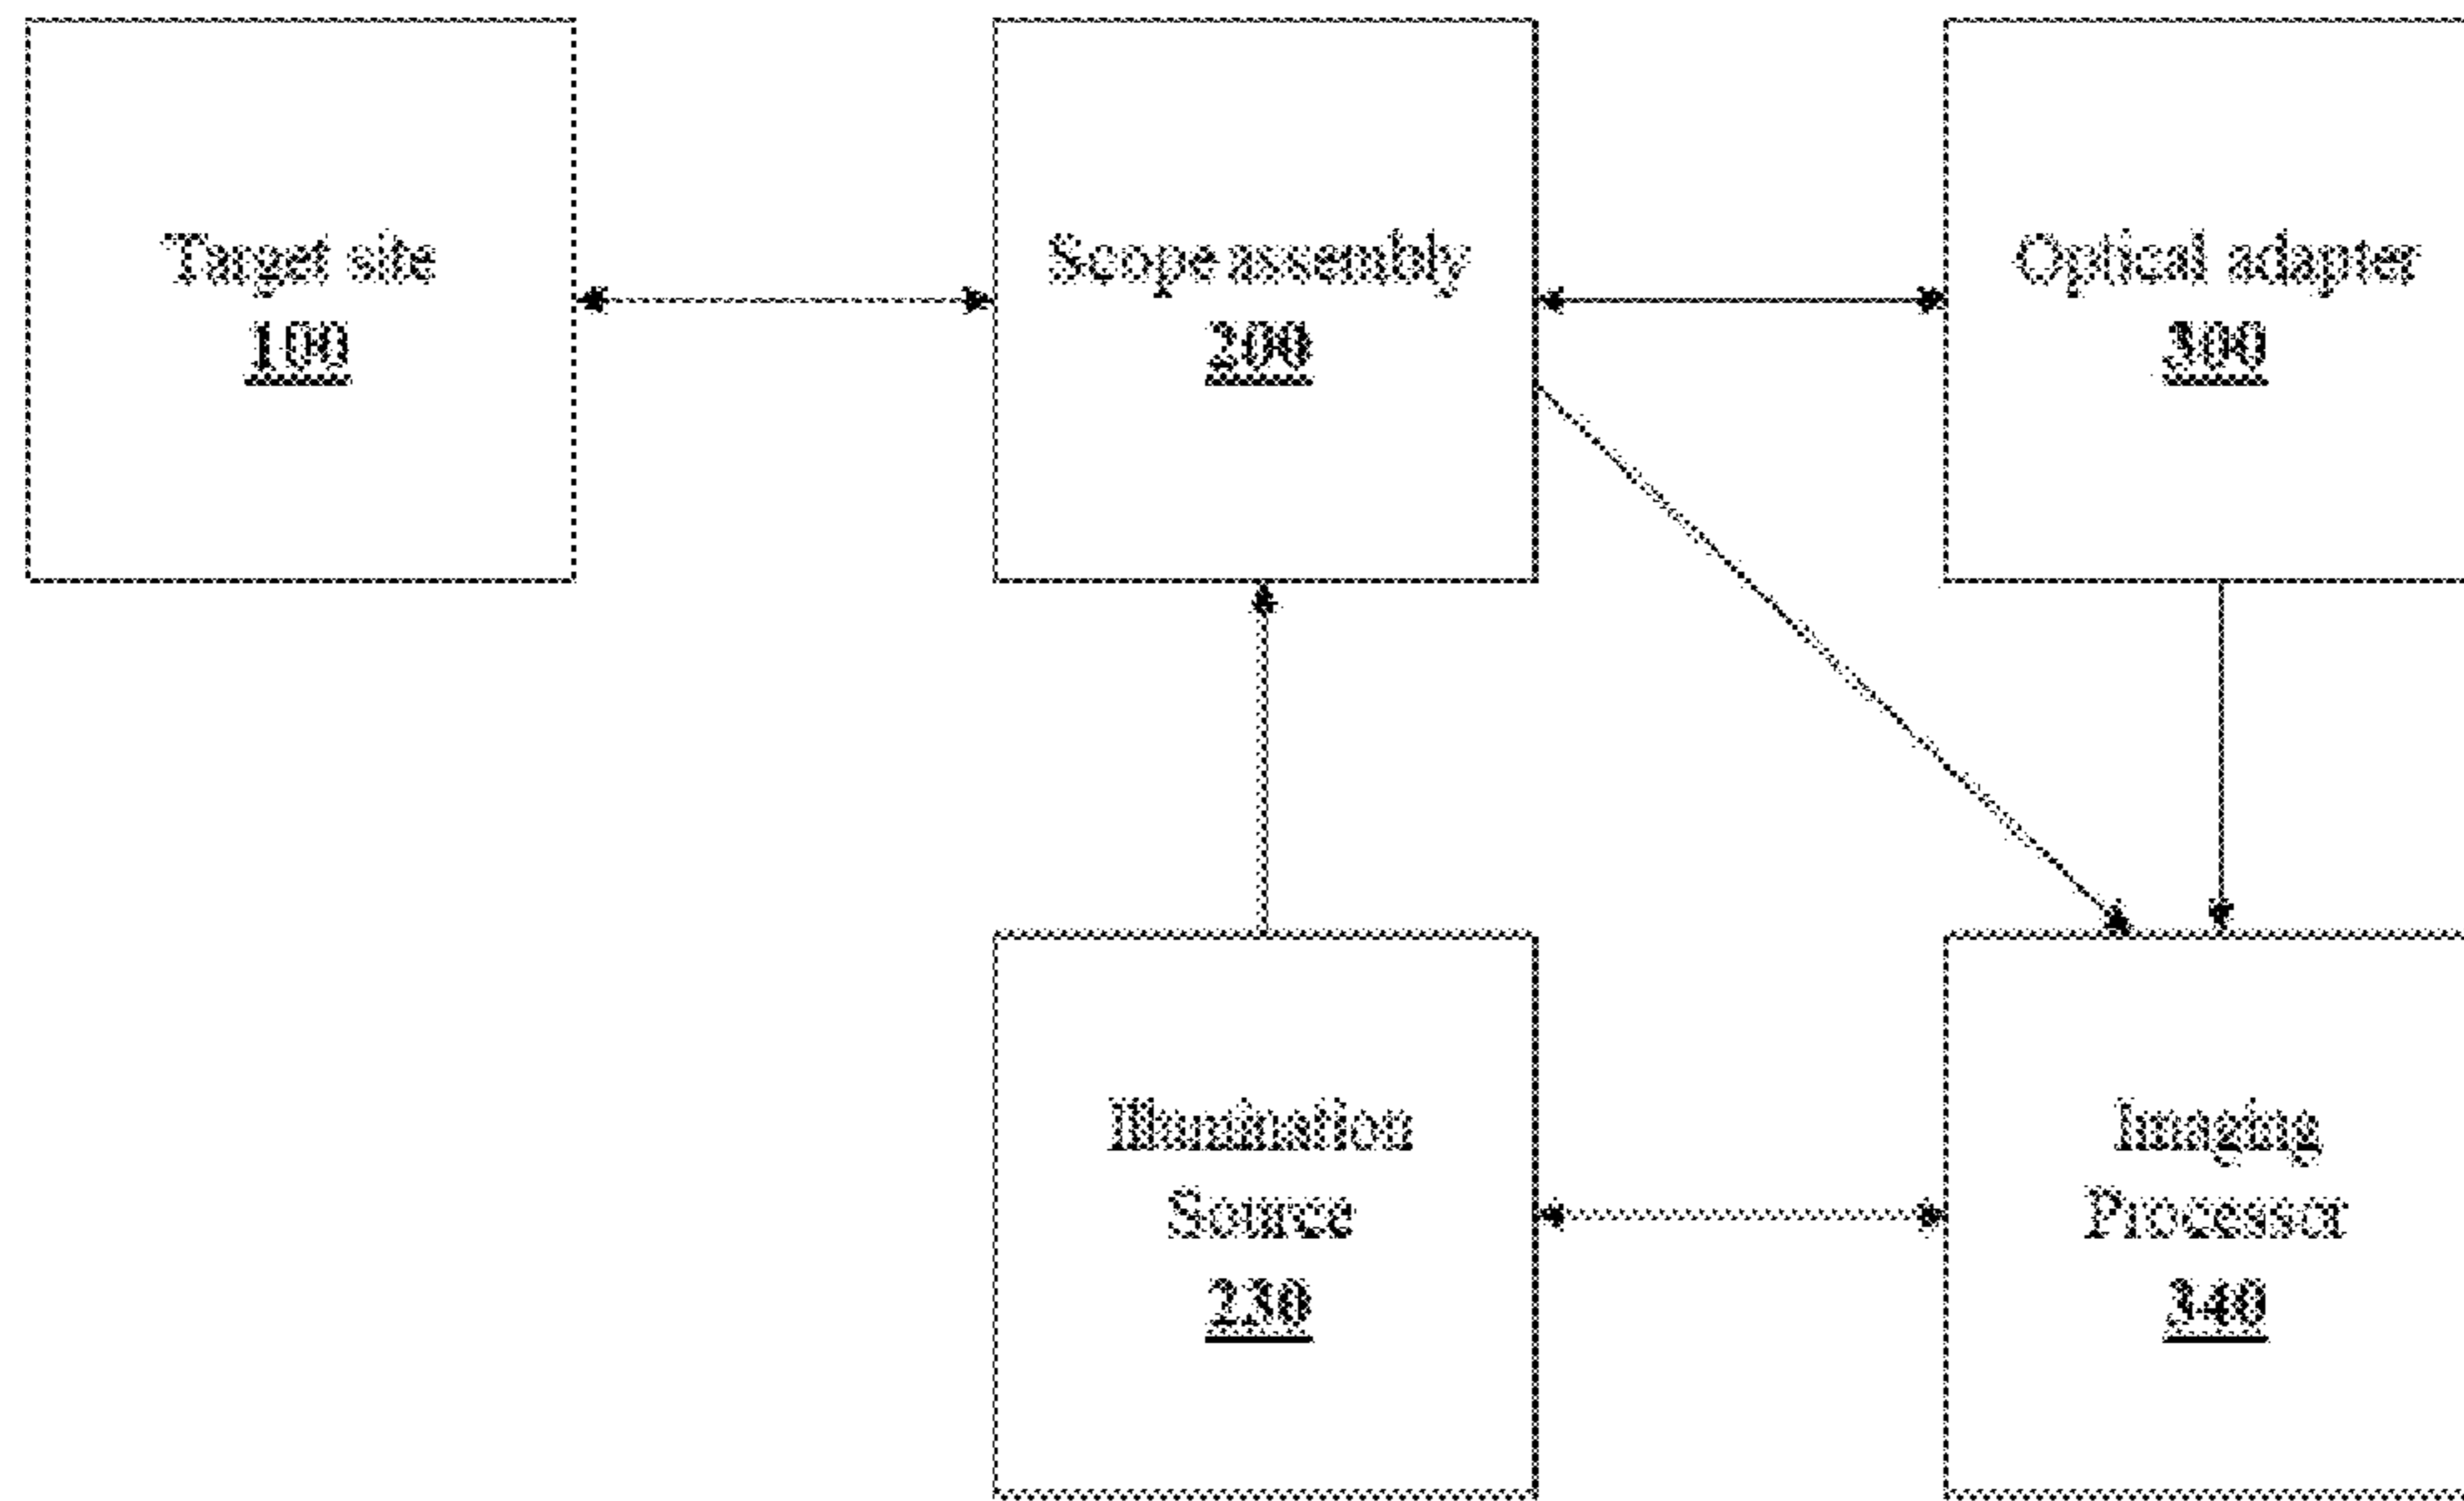 Target site
100
Scope assembly
200
Optical adapter
300
Illumination
Source
230
Imaging
Processor
340